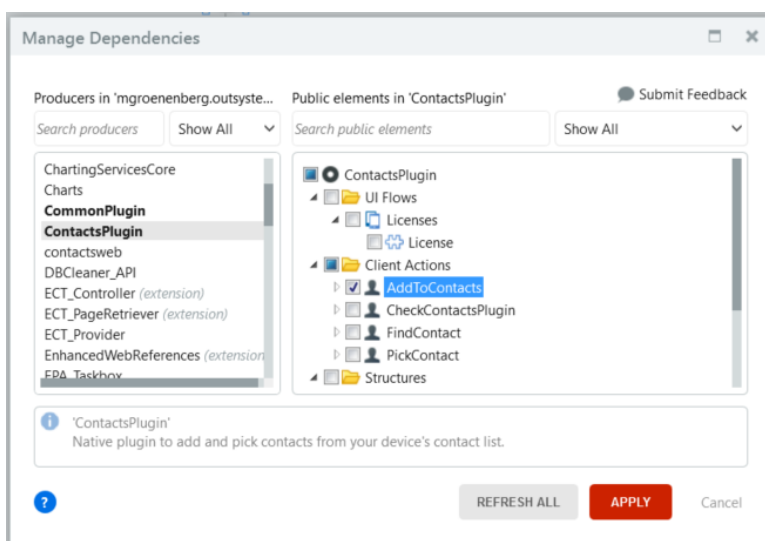 Manage Dependencies
Producers in 'mgroenenberg.outsyste...
Public elements in 'ContactsPlugin'
Submit Feedback
Search producers
Show All
Search public elements
Show All
ChartingServicesCore
Charts
CommonPlugin
ContactsPlugin
contactsweb
DBCleaner_API
ECT_Controller (extension)
ECT_PageRetriever (extension)
ECT_Provider
EnhancedWebReferences (extension
EPA_Taskbox
ContactsPlugin
UI Flows
Licenses
License
Client Actions
AddToContacts
CheckContactsPlugin
FindContact
PickContact
Structures
'ContactsPlugin'
Native plugin to add and pick contacts from your device's contact list.
?
REFRESH ALL
APPLY
Cancel